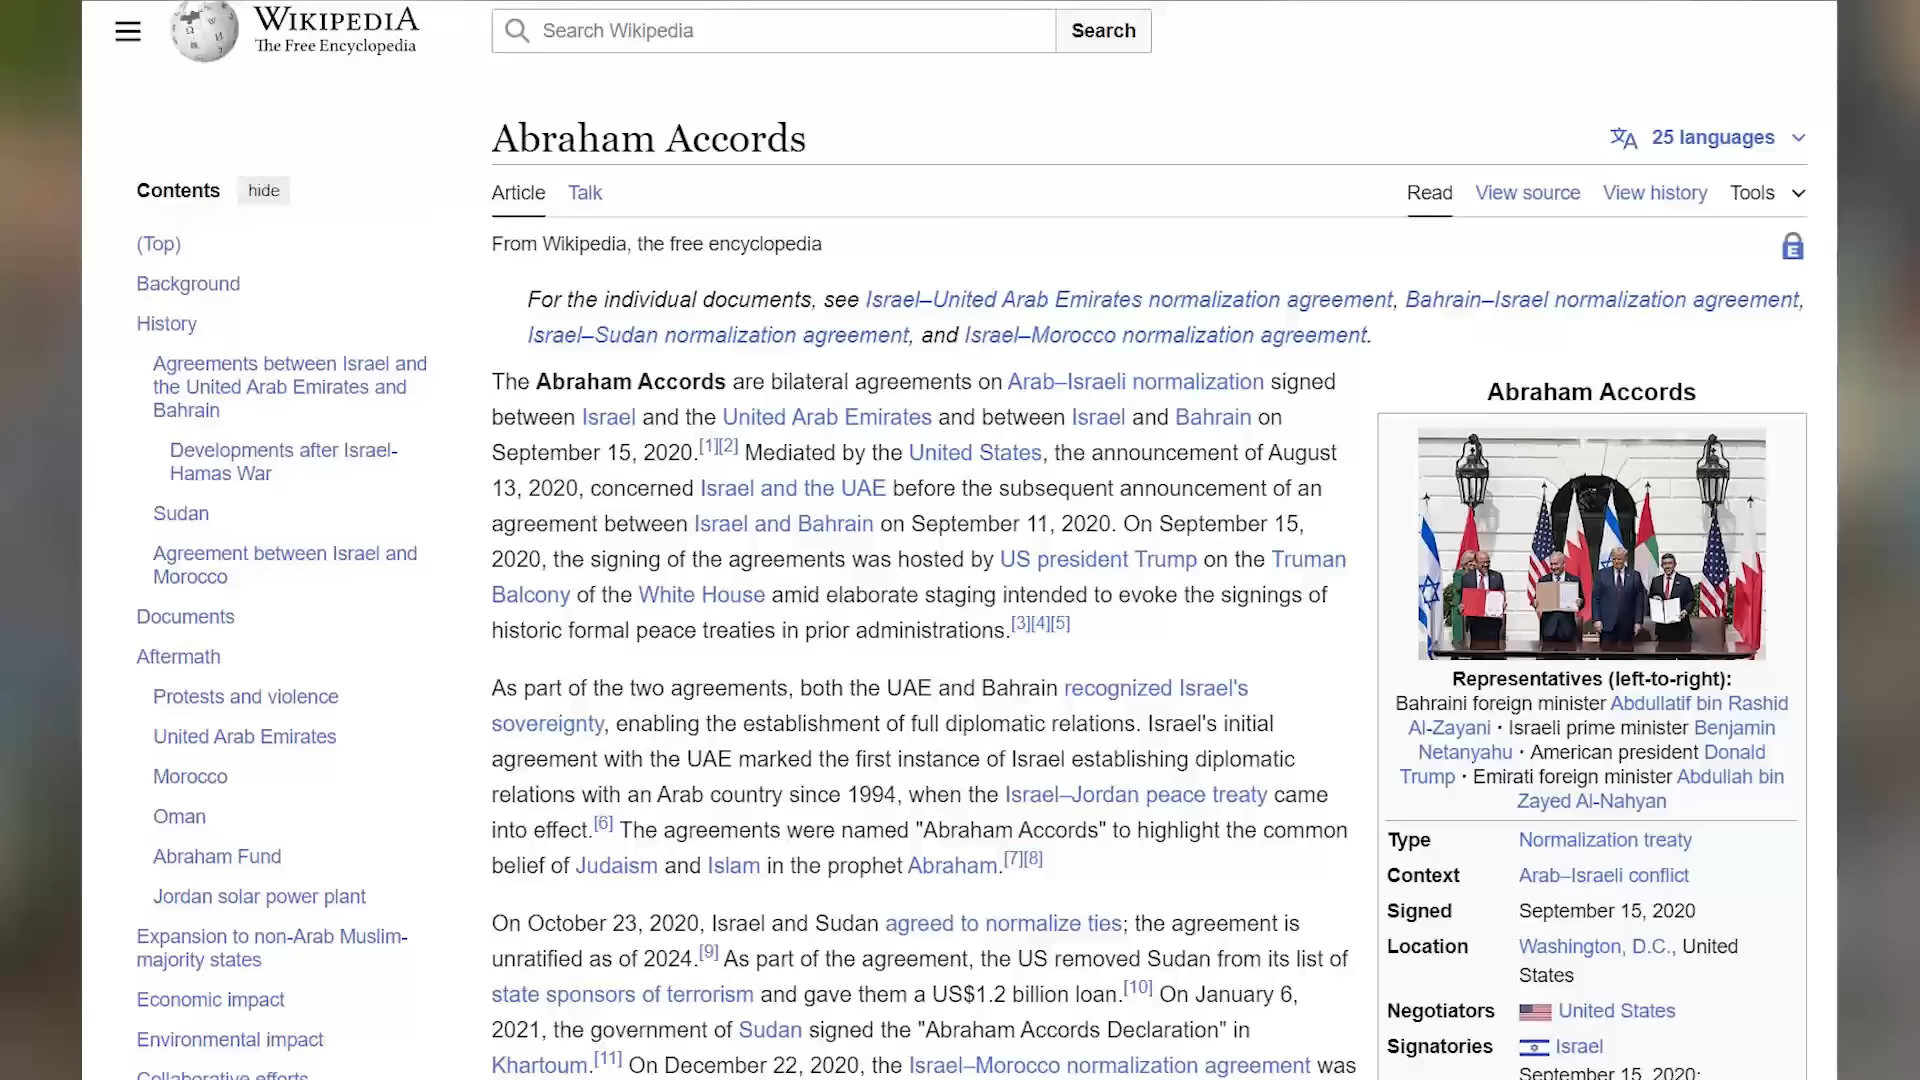 WIKIPEDIA
The Free Encyclopedia
Search Wikipedia
Search
Abraham Accords
25 languages
Contents
hide
Article
Talk
Read
View source
View history
Tools
(Top)
Background
History
Agreements between Israel and
the United Arab Emirates and
Bahrain
Developments after Israel-
Hamas War
Sudan
Agreement between Israel and
Morocco
Documents
Aftermath
Protests and violence
United Arab Emirates
Morocco
Oman
Abraham Fund
Jordan solar power plant
Expansion to non-Arab Muslim-
majority states
Economic impact
Environmental impact
Collaborative efforts
From Wikipedia, the free encyclopedia
E
For the individual documents, see Israel–United Arab Emirates normalization agreement, Bahrain–Israel normalization agreement,
Israel–Sudan normalization agreement, and Israel–Morocco normalization agreement.
The Abraham Accords are bilateral agreements on Arab–Israeli normalization signed
between Israel and the United Arab Emirates and between Israel and Bahrain on
September 15, 2020.[1][2] Mediated by the United States, the announcement of August
13, 2020, concerned Israel and the UAE before the subsequent announcement of an
agreement between Israel and Bahrain on September 11, 2020. On September 15,
2020, the signing of the agreements was hosted by US president Trump on the Truman
Balcony of the White House amid elaborate staging intended to evoke the signings of
historic formal peace treaties in prior administrations.[3][4][5]
As part of the two agreements, both the UAE and Bahrain recognized Israel's
sovereignty, enabling the establishment of full diplomatic relations. Israel's initial
agreement with the UAE marked the first instance of Israel establishing diplomatic
relations with an Arab country since 1994, when the Israel–Jordan peace treaty came
into effect.[6] The agreements were named "Abraham Accords" to highlight the common
belief of Judaism and Islam in the prophet Abraham.[7][8]
On October 23, 2020, Israel and Sudan agreed to normalize ties; the agreement is
unratified as of 2024.[9] As part of the agreement, the US removed Sudan from its list of
state sponsors of terrorism and gave them a US$1.2 billion loan.[10] On January 6,
2021, the government of Sudan signed the "Abraham Accords Declaration" in
Khartoum.[11] On December 22, 2020, the Israel–Morocco normalization agreement was
Abraham Accords
Representatives (left-to-right):
Bahraini foreign minister Abdullatif bin Rashid
Al-Zayani · Israeli prime minister Benjamin
Netanyahu · American president Donald
Trump · Emirati foreign minister Abdullah bin
Zayed Al-Nahyan
Type Normalization treaty
Context Arab–Israeli conflict
Signed September 15, 2020
Location Washington, D.C., United
States
Negotiators United States
Signatories Israel
September 15, 2020: